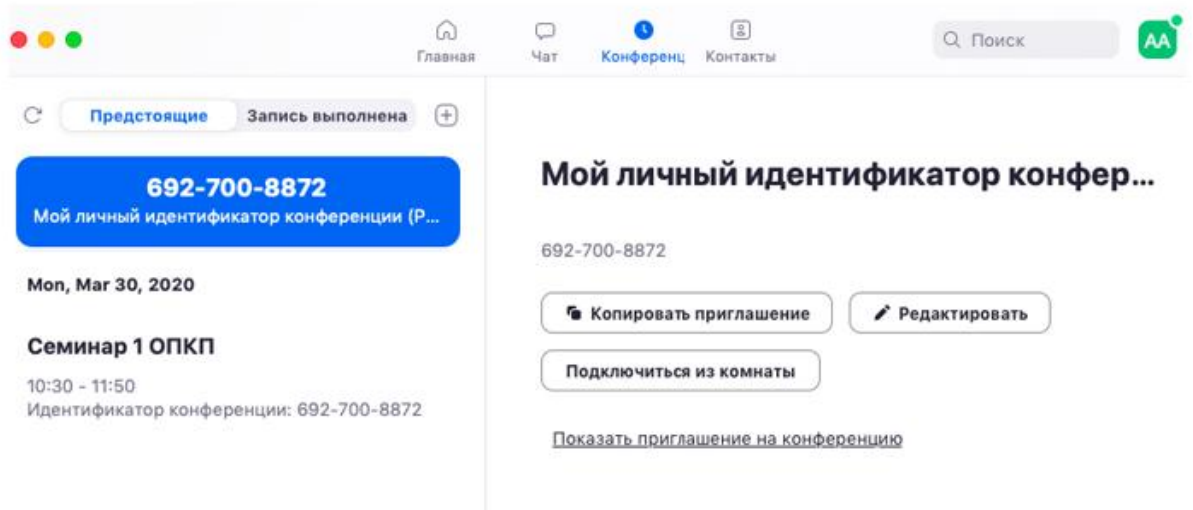 Главная
Чат
Конференц
Контакты
Поиск
AA
Предстоящие
Запись выполнена
692-700-8872
Мой личный идентификатор конференции (P...
Mon, Mar 30, 2020
Семинар 1 ОПКП
10:30 - 11:50
Идентификатор конференции: 692-700-8872
Мой личный идентификатор конфер...
692-700-8872
Копировать приглашение
Редактировать
Подключиться из комнаты
Показать приглашение на конференцию